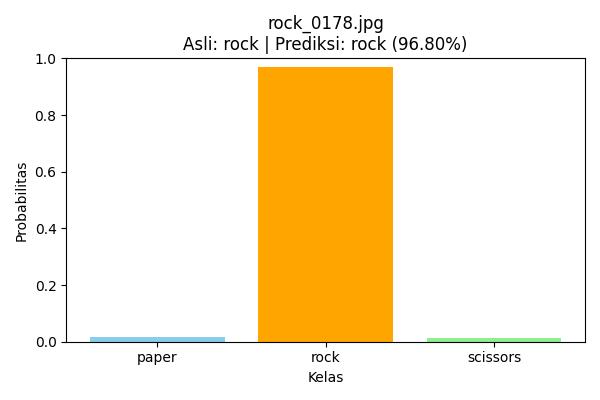 rock_0178.jpg
Asli: rock | Prediksi: rock (96.80%)
1.0
0.8
0.6
0.4
0.2
0.0
Probabilitas
paper rock scissors
Kelas